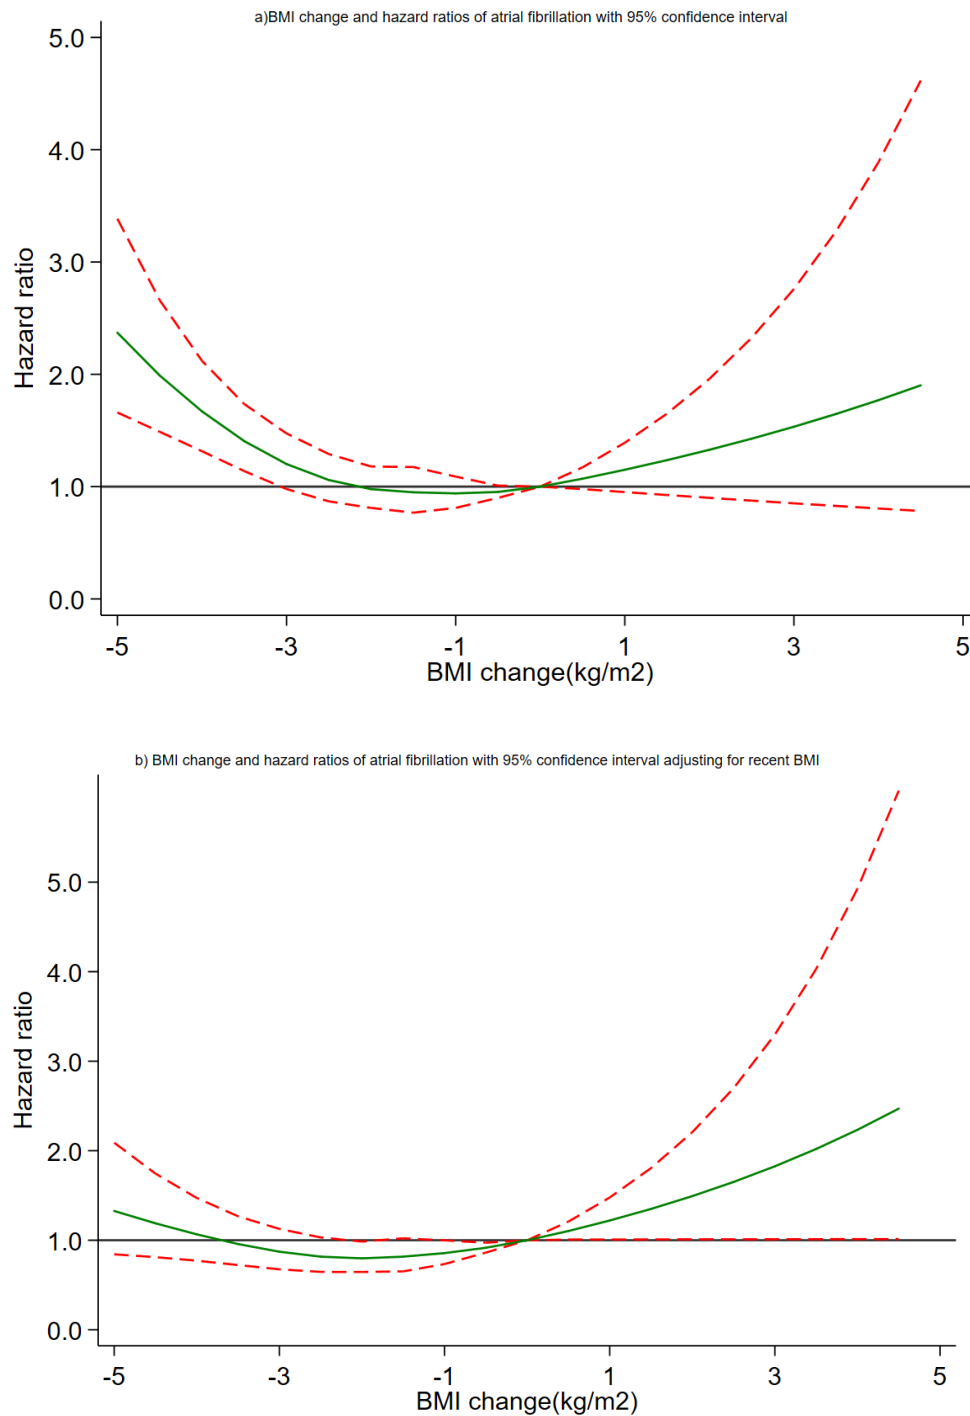 a)BMI change and hazard ratios of atrial fibrillation with 95% confidence interval
5.0
4.0
3.0
2.0
1.0
0.0
Hazard ratio
-5 -3 -1 1 3 5
BMI change(kg/m2)
b) BMI change and hazard ratios of atrial fibrillation with 95% confidence interval adjusting for recent BMI
5.0
4.0
3.0
2.0
1.0
0.0
Hazard ratio
-5 -3 -1 1 3 5
BMI change(kg/m2)